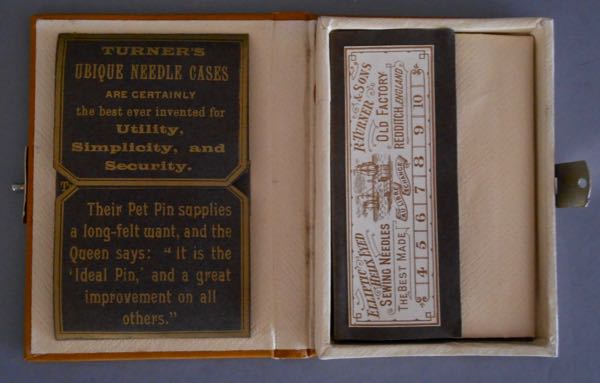 TURNER'S
UBIQUE NEEDLE CASES
ARE CERTAINLY
the best ever invented for
Utility,
Simplicity, and
Security.
T
Their Pet Pin supplies
a long-felt want, and the
Queen says: "It is the
'Ideal Pin,' and a great
improvement on all
others."
ELLIPTIC EYED
HELIX
SEWING NEEDLES
THE BEST MADE
R. TURNER & SONS
OLD FACTORY
REDDITCH, ENGLAND
4 5 6 7 8 9 10